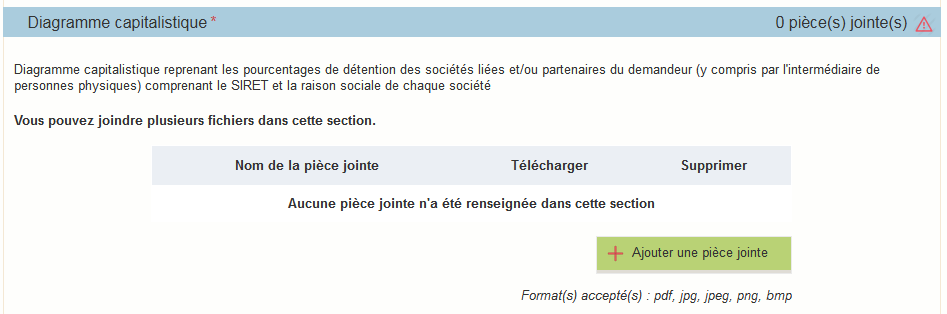 Diagramme capitalistique *
0 pièce(s) jointe(s)
Diagramme capitalistique reprenant les pourcentages de détention des sociétés liées et/ou partenaires du demandeur (y compris par l'intermédiaire de
personnes physiques) comprenant le SIRET et la raison sociale de chaque société
Vous pouvez joindre plusieurs fichiers dans cette section.
Nom de la pièce jointe Télécharger Supprimer
Aucune pièce jointe n'a été renseignée dans cette section
Ajouter une pièce jointe
Format(s) accepté(s) : pdf, jpg, jpeg, png, bmp